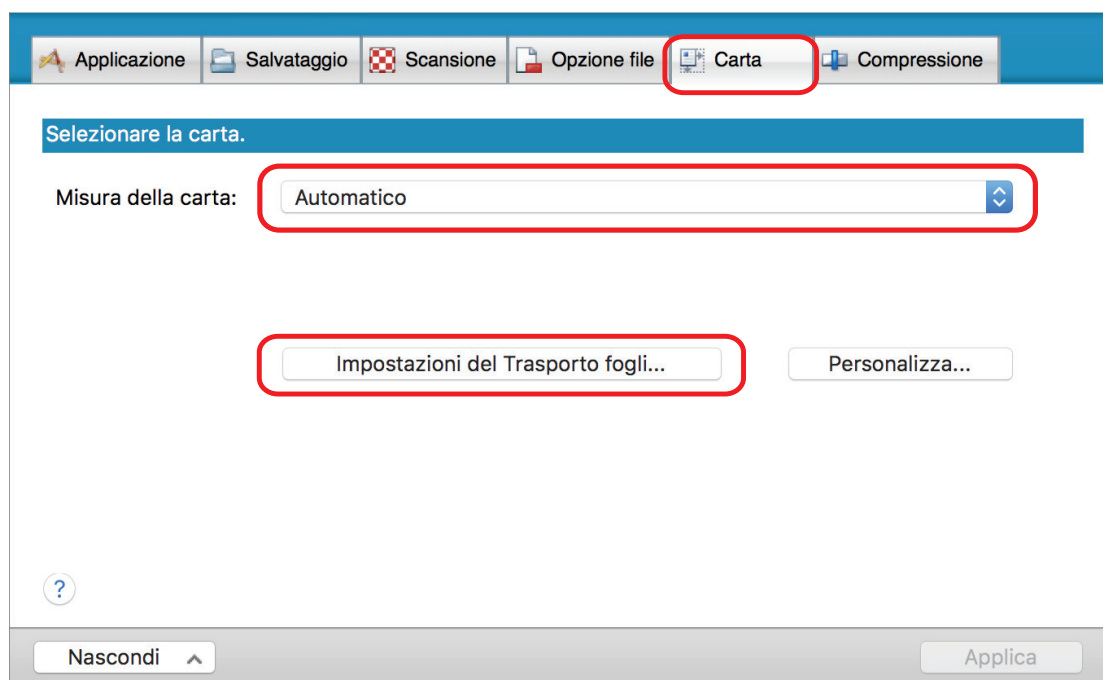 Applicazione Salvataggio Scansione Opzione file Carta Compressione
Selezionare la carta.
Misura della carta: Automatico
Impostazioni del Trasporto fogli... Personalizza...
?
Nascondi Applica